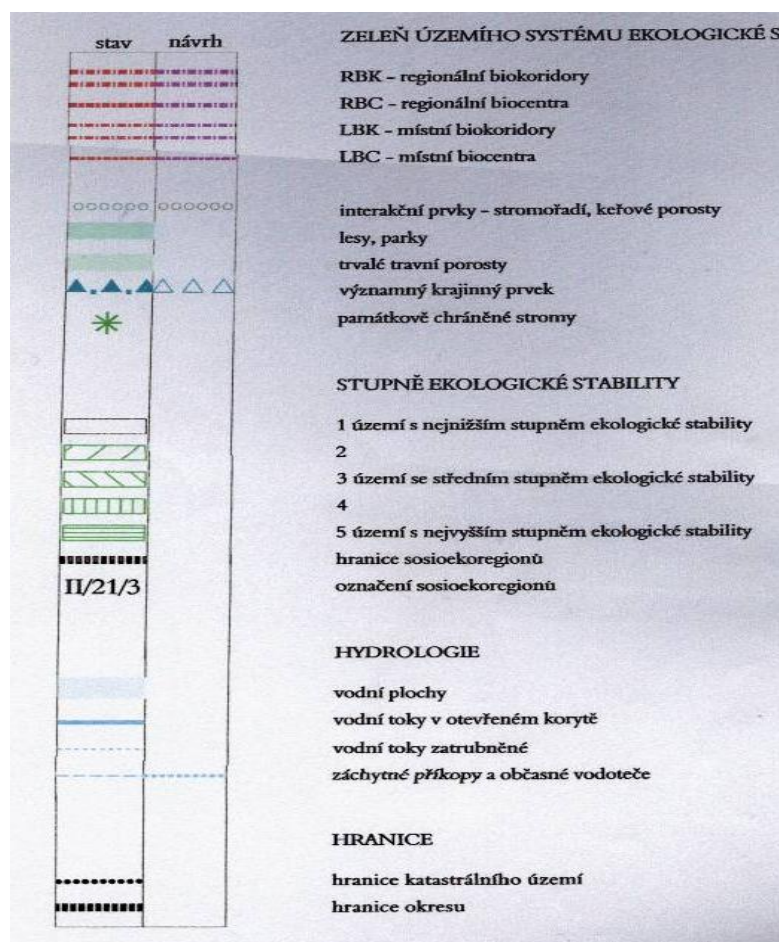 stav návrh
ZELEŇ ÚZEMÍHO SYSTÉMU EKOLOGICKÉ S
RBK - regionální biokoridory
RBC - regionální biocentra
LBK - místní biokoridory
LBC - místní biocentra
interakční prvky - stromořadí, keřové porosty
lesy, parky
trvalé travní porosty
významný krajinný prvek
památkově chráněné stromy
STUPNĚ EKOLOGICKÉ STABILITY
1 území s nejnižším stupněm ekologické stability
2
3 území se středním stupněm ekologické stability
4
5 území s nejvyšším stupněm ekologické stability
hranice sosioekoregionů
II/21/3 označení sosioekoregionů
HYDROLOGIE
vodní plochy
vodní toky v otevřeném korytě
vodní toky zatrubněné
záchytné příkopy a občasné vodoteče
HRANICE
hranice katastrálního území
hranice okresu